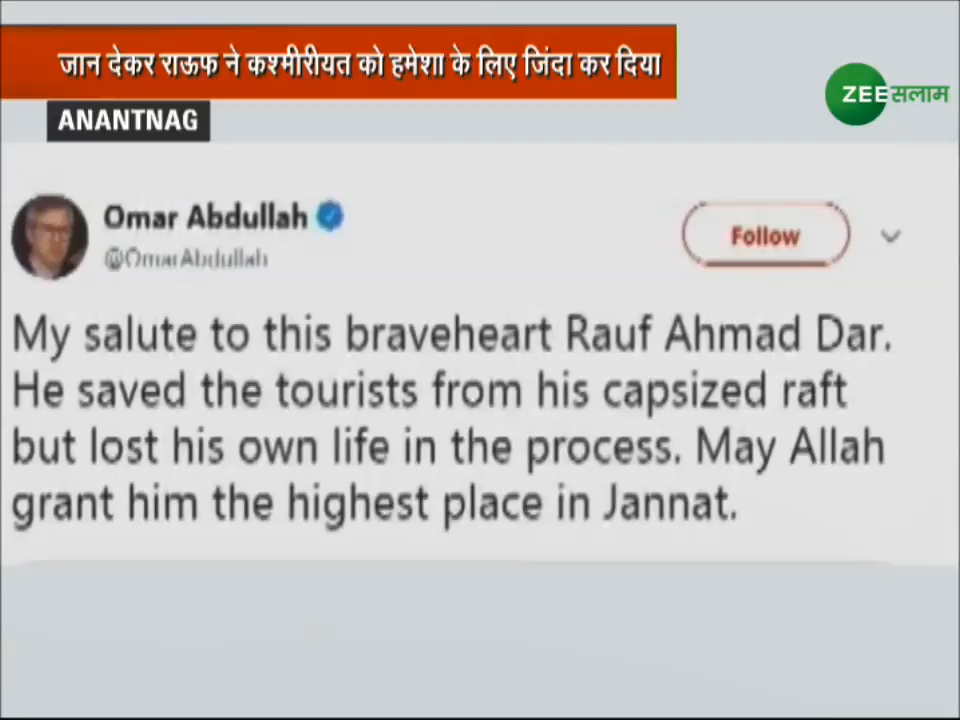 जान देकर राऊफ ने कश्मीरीयत को हमेशा के लिए जिंदा कर दिया
ZEE सलाम
ANANTNAG
Omar Abdullah
Follow
@OmarAbdullah
My salute to this braveheart Rauf Ahmad Dar.
He saved the tourists from his capsized raft
but lost his own life in the process. May Allah
grant him the highest place in Jannat.